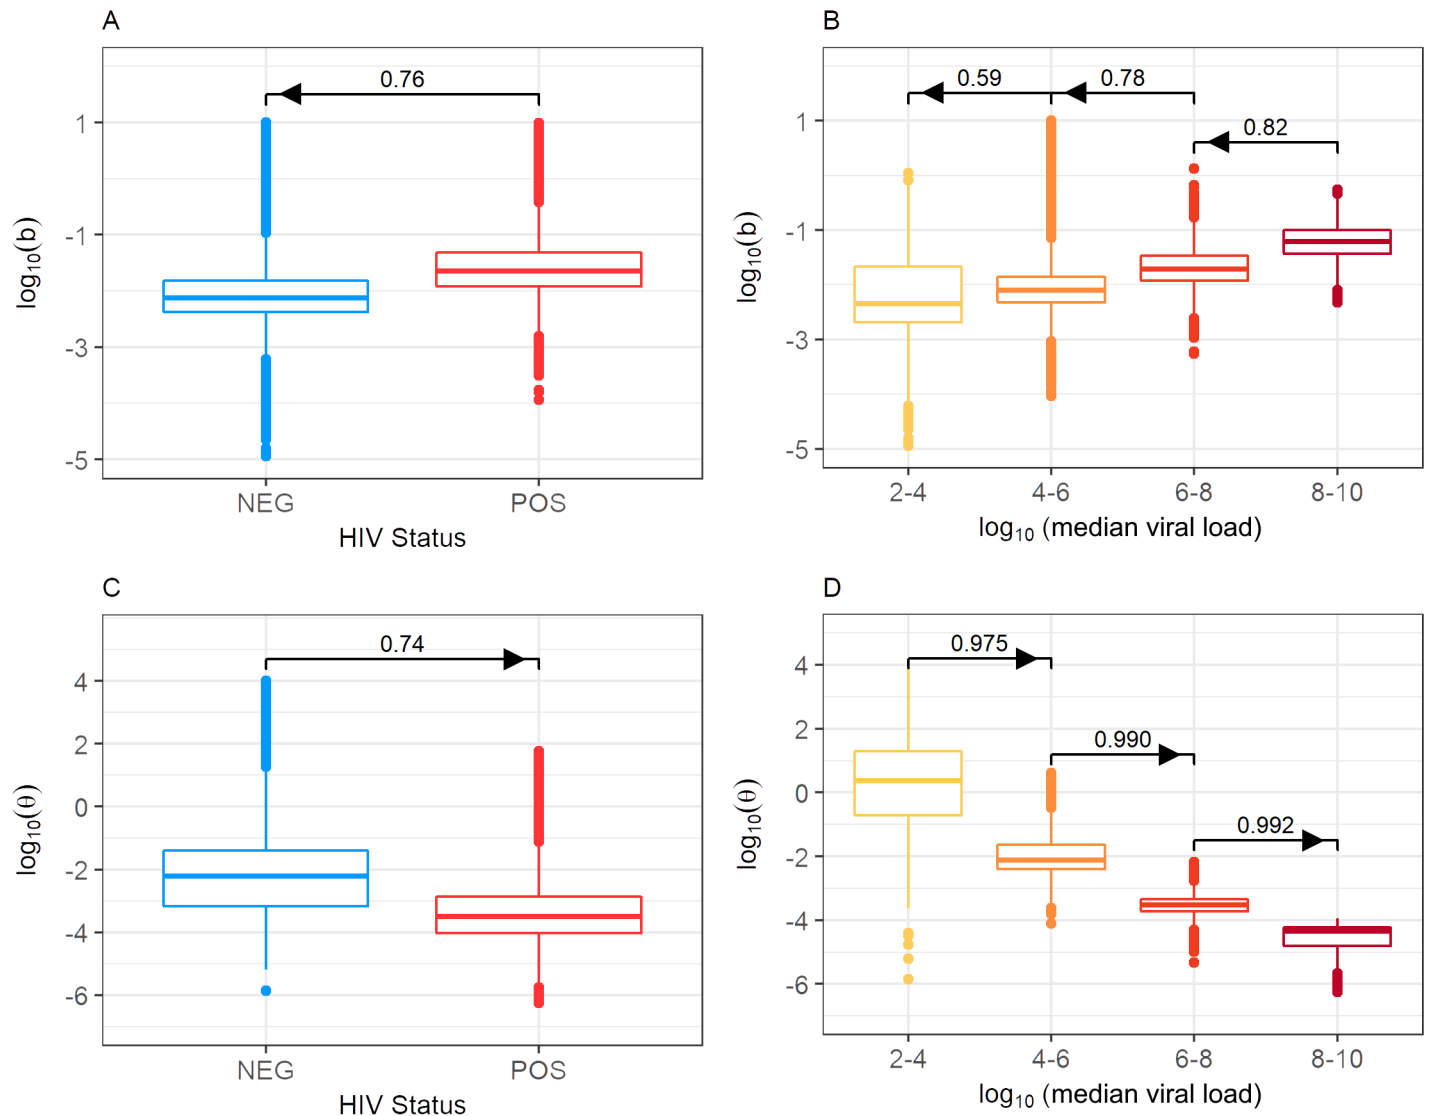 A
0.76
1
-1
-3
-5
log10(b)
NEG POS
HIV Status
B
0.59 0.78
0.82
1
-1
-3
-5
log10(b)
2-4 4-6 6-8 8-10
log10 (median viral load)
C
0.74
4
2
0
-2
-4
-6
log10(θ)
NEG POS
HIV Status
D
0.975
0.990
0.992
4
2
0
-2
-4
-6
log10(θ)
2-4 4-6 6-8 8-10
log10 (median viral load)